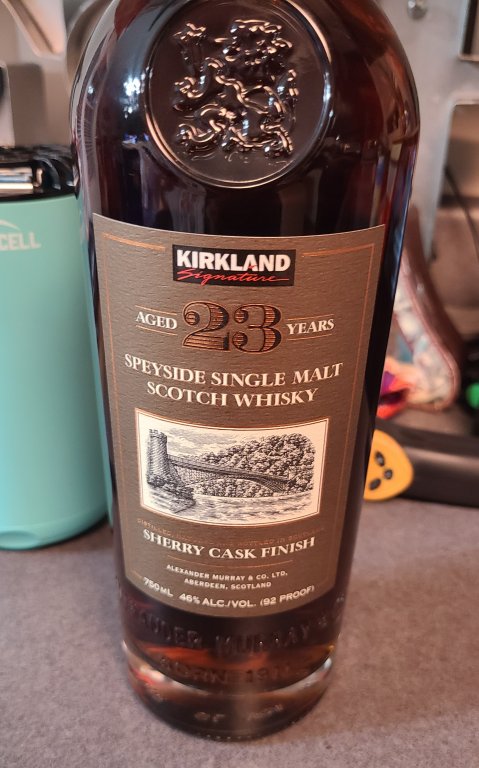 KIRKLAND
Signature
AGED 23 YEARS
SPEYSIDE SINGLE MALT
SCOTCH WHISKY
SHERRY CASK FINISH
ALEXANDER MURRAY & CO. LTD,
ABERDEEN, SCOTLAND
750ML 46% ALC./VOL. (92 PROOF)
MURRAY
CELL